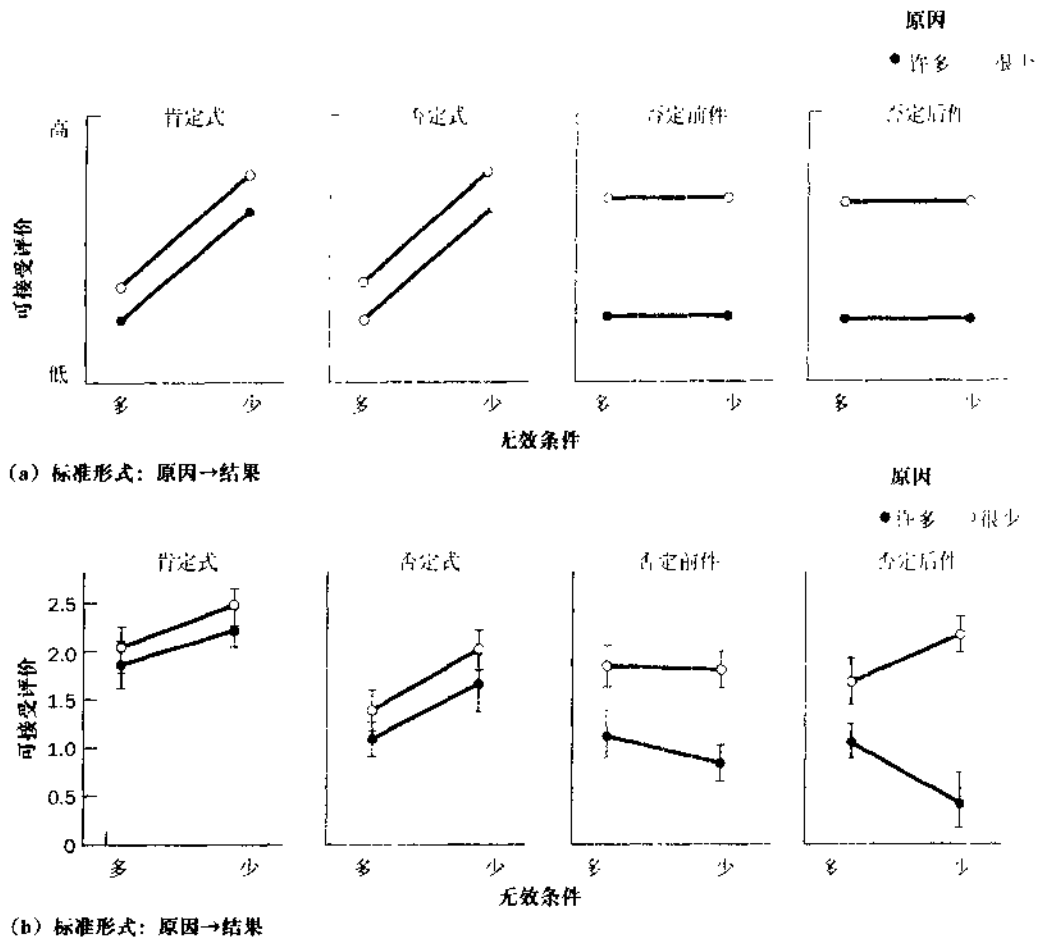 原因
● 许多
高
肯定式
否定式
否定前件
否定后件
可接受评价
低
多 少 多 少 多 少 多 少
无效条件
(a) 标准形式：原因→结果
原因
●许多 ○很少
肯定式
否定式
否定前件
否定后件
2.5
2.0
1.5
1.0
0.5
0
可接受评价
多 少 多 少 多 少 多 少
无效条件
(b) 标准形式：原因→结果